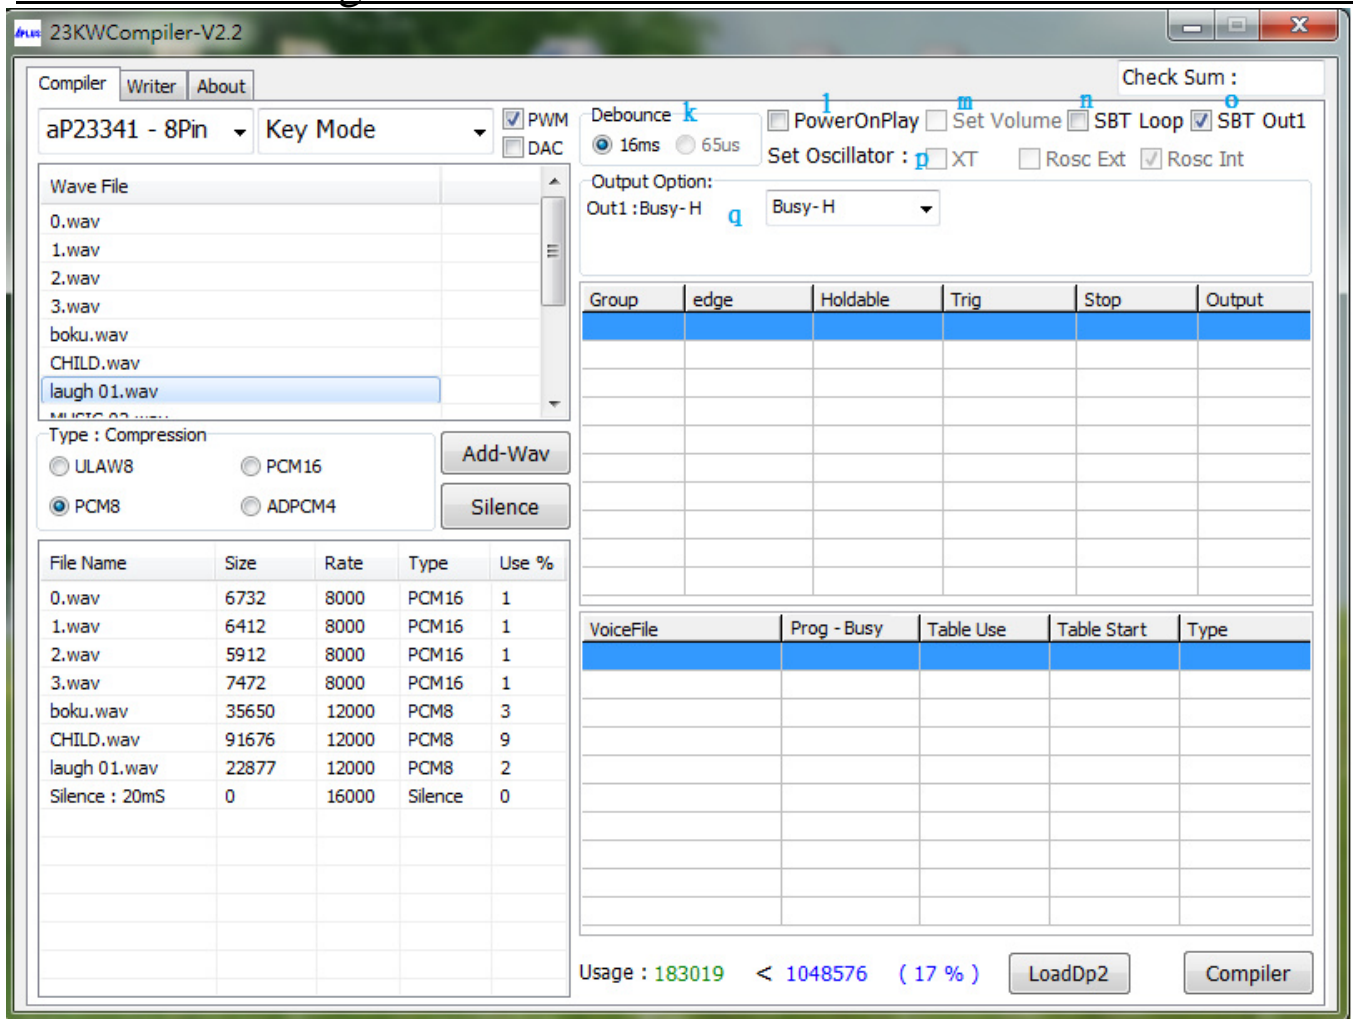 APLUS 23KWCompiler-V2.2
Compiler Writer About
Check Sum :
aP23341 - 8Pin Key Mode
PWM
DAC
Debounce k
16ms 65us
l m n o
PowerOnPlay Set Volume SBT Loop SBT Out1
Set Oscillator : p XT Rosc Ext Rosc Int
Output Option:
Out1 :Busy-H q Busy-H
Wave File
0.wav
1.wav
2.wav
3.wav
boku.wav
CHILD.wav
laugh 01.wav
Type : Compression
ULAW8 PCM16
PCM8 ADPCM4
Add-Wav
Silence
File Name Size Rate Type Use %
0.wav 6732 8000 PCM16 1
1.wav 6412 8000 PCM16 1
2.wav 5912 8000 PCM16 1
3.wav 7472 8000 PCM16 1
boku.wav 35650 12000 PCM8 3
CHILD.wav 91676 12000 PCM8 9
laugh 01.wav 22877 12000 PCM8 2
Silence : 20mS 0 16000 Silence 0
Group edge Holdable Trig Stop Output
VoiceFile Prog - Busy Table Use Table Start Type
Usage : 183019 < 1048576 ( 17 % ) LoadDp2 Compiler